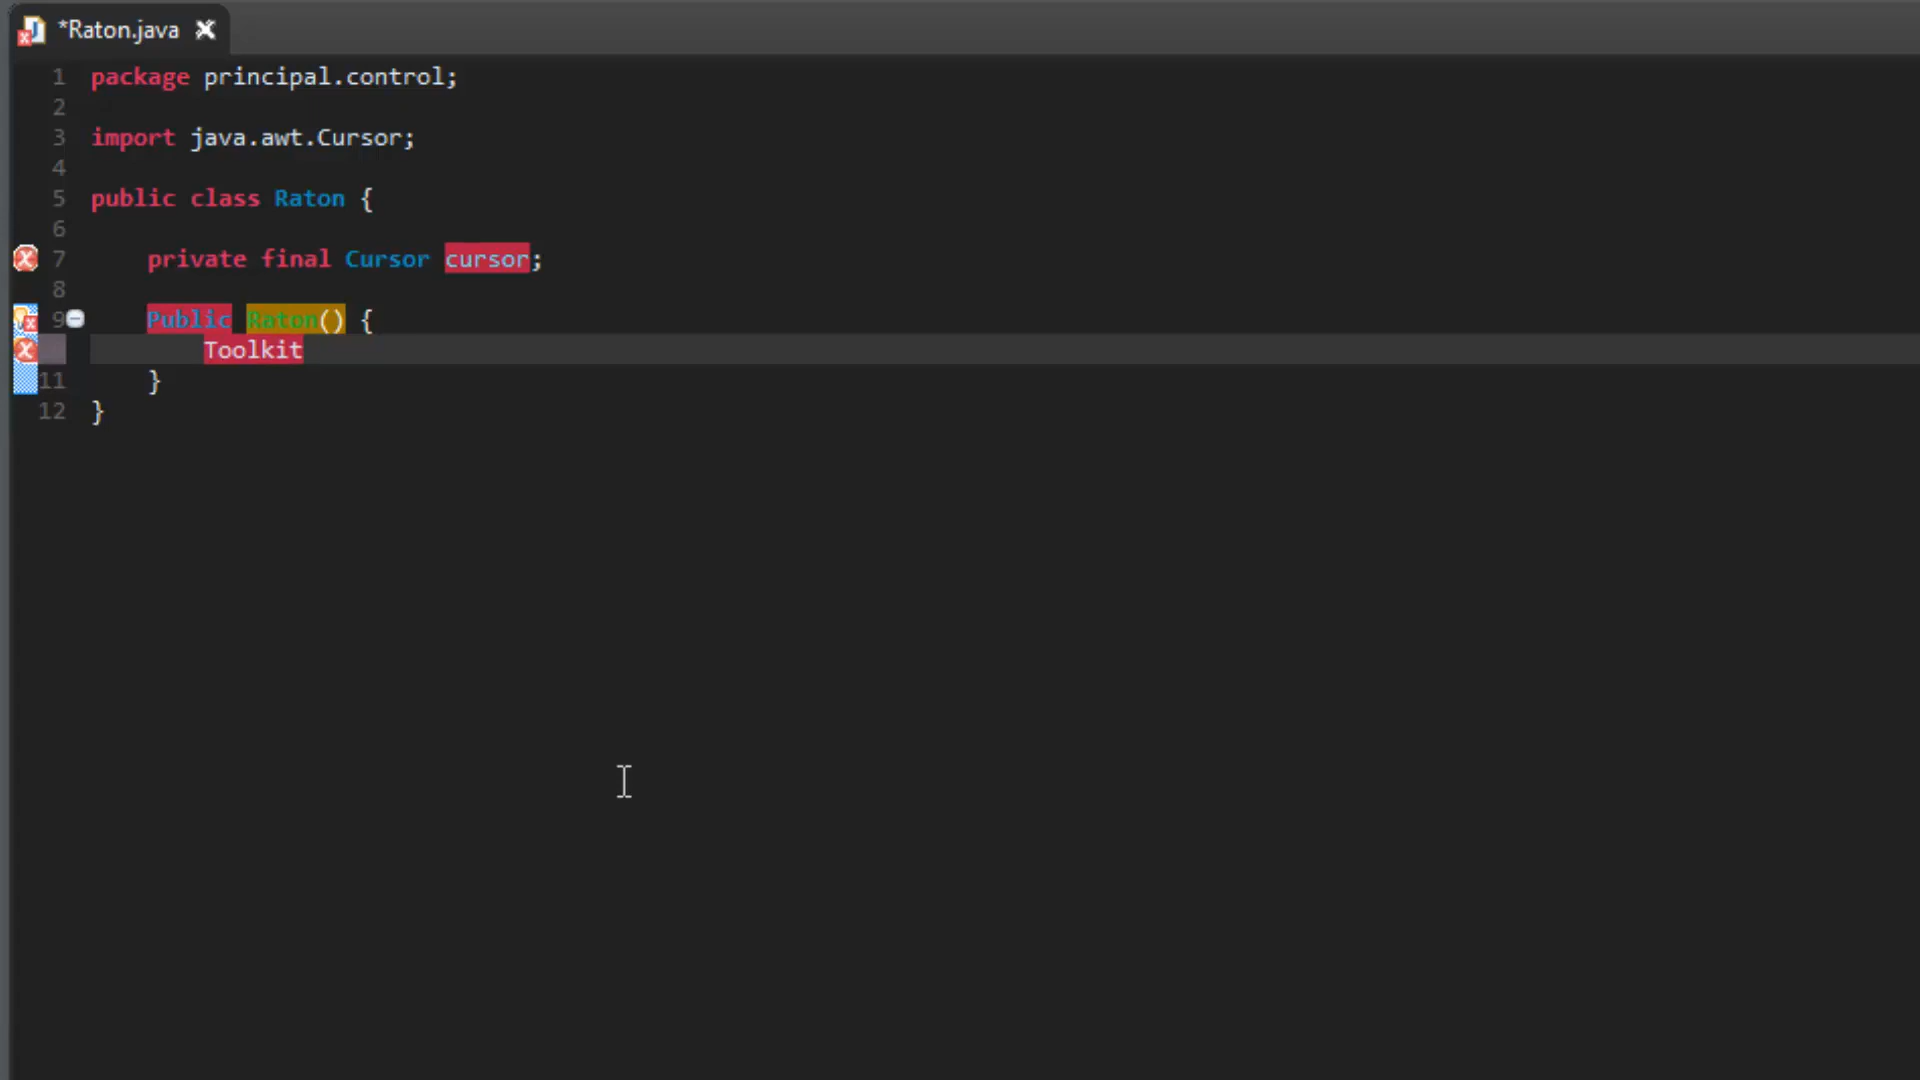 *Raton.java
1 package principal.control;
2
3 import java.awt.Cursor;
4
5 public class Raton {
6
7 private final Cursor cursor;
8
9 Public Raton() {
Toolkit
11 }
12 }